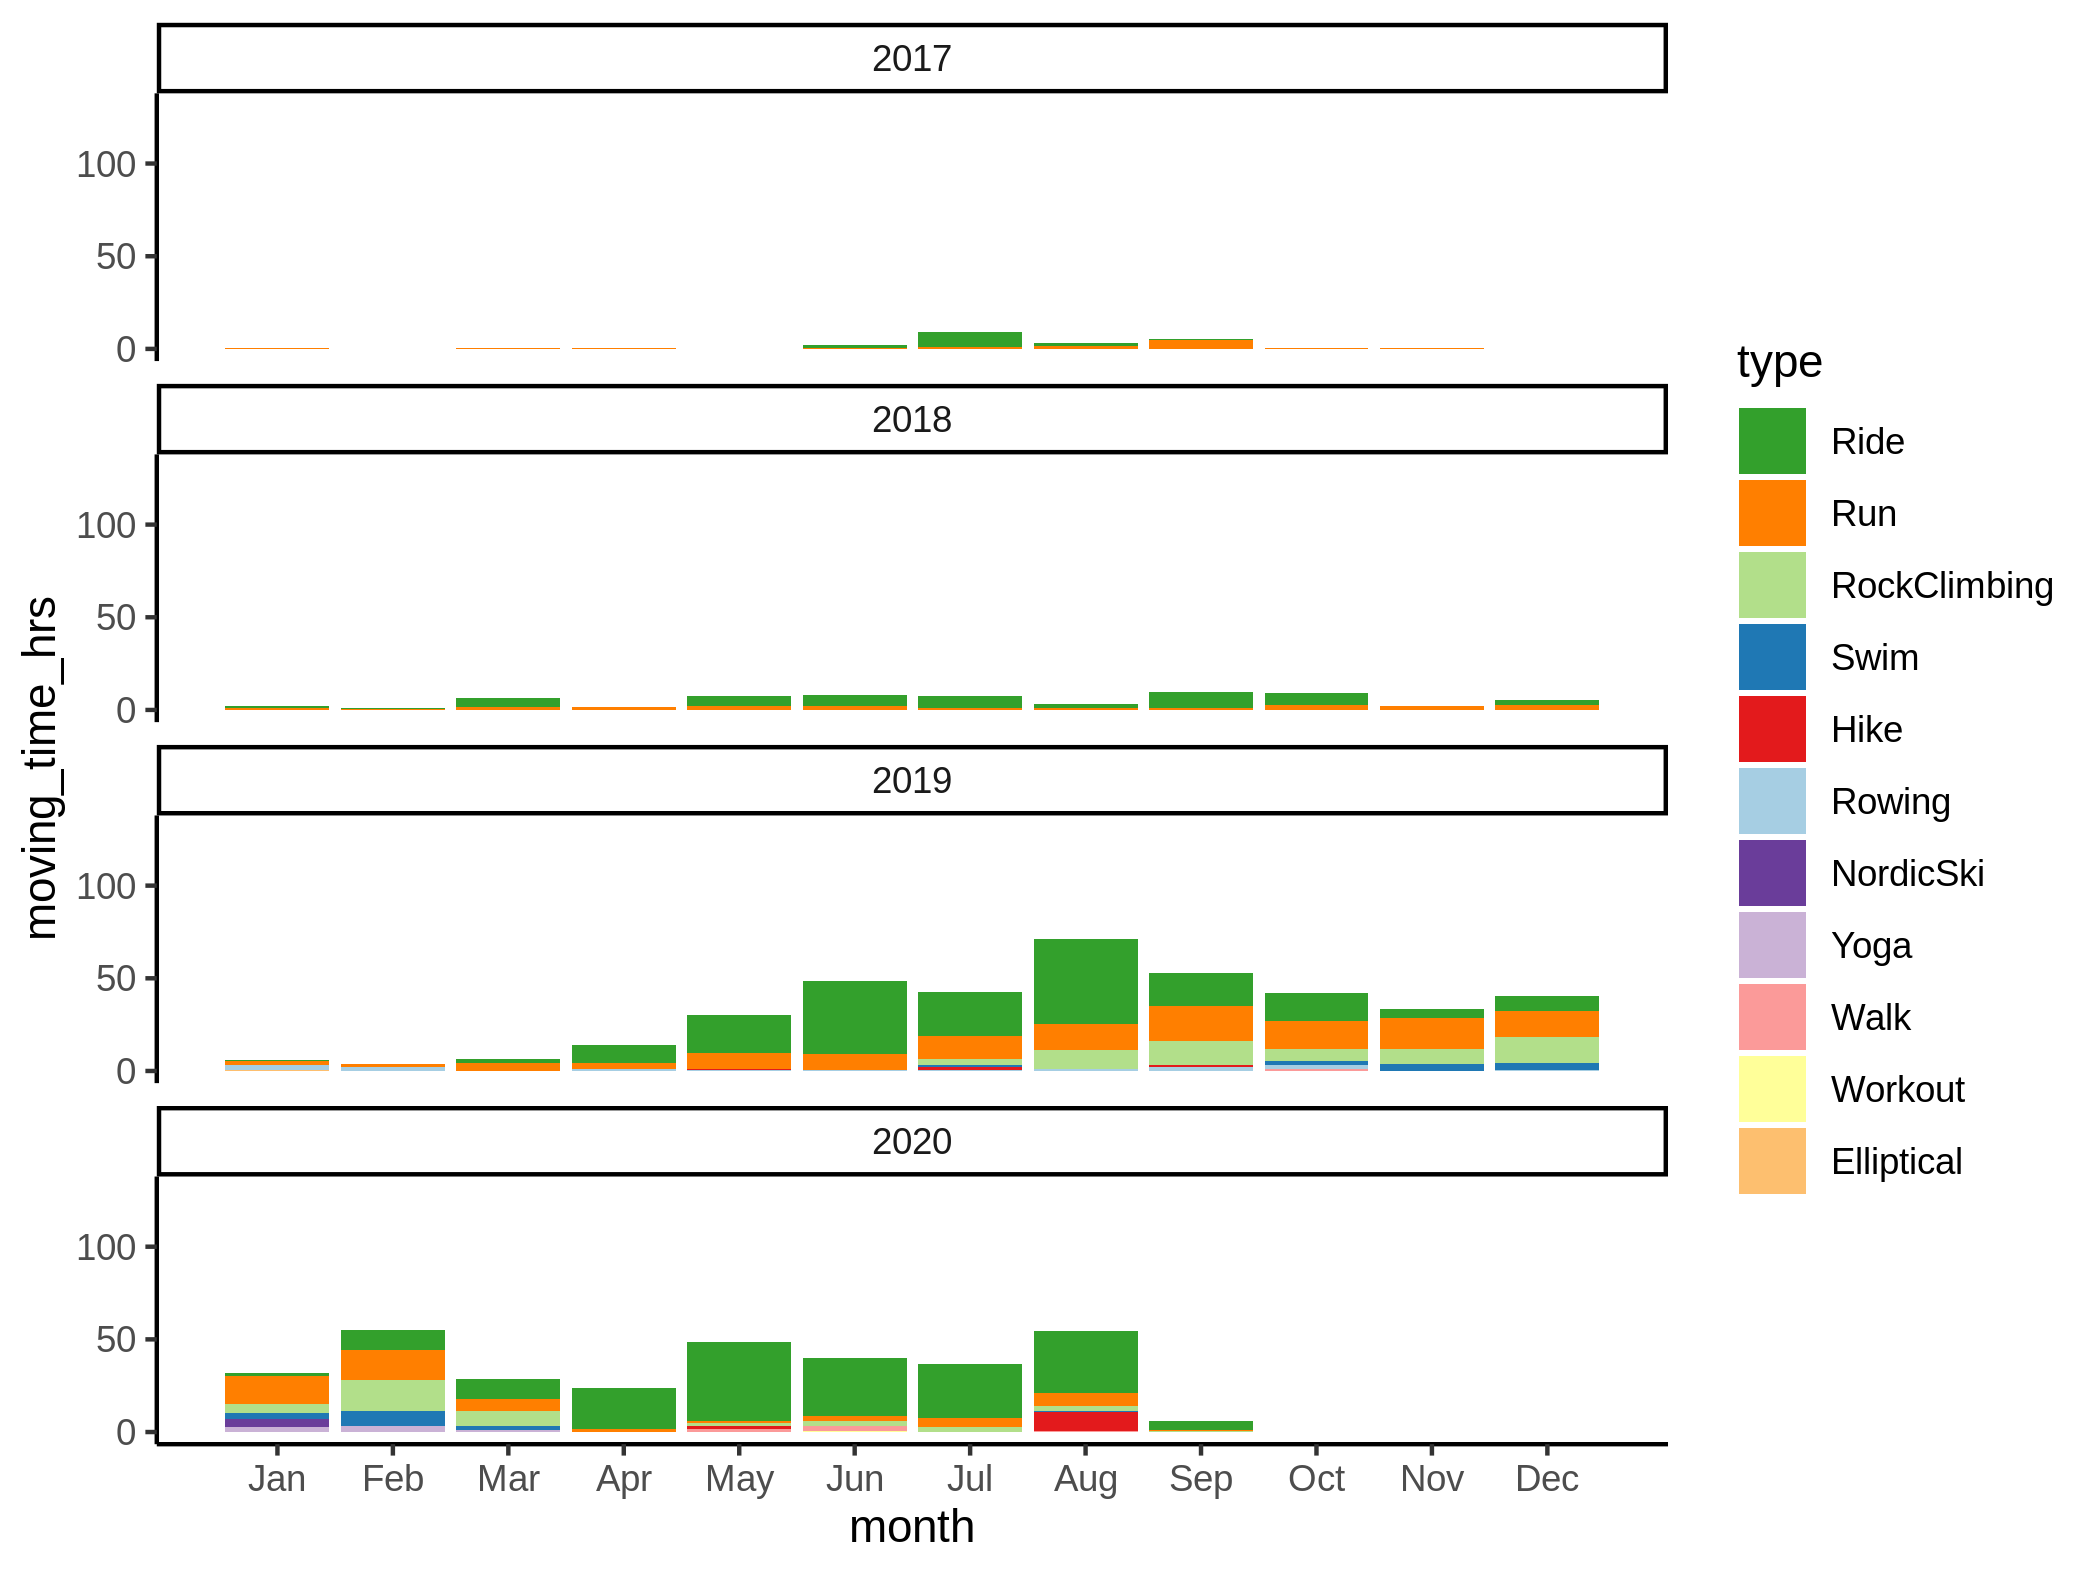 2017
100
50
0
2018
100
50
0
2019
100
50
0
2020
100
50
0
Jan Feb Mar Apr May Jun Jul Aug Sep Oct Nov Dec
month
moving_time_hrs
type
Ride
Run
RockClimbing
Swim
Hike
Rowing
NordicSki
Yoga
Walk
Workout
Elliptical